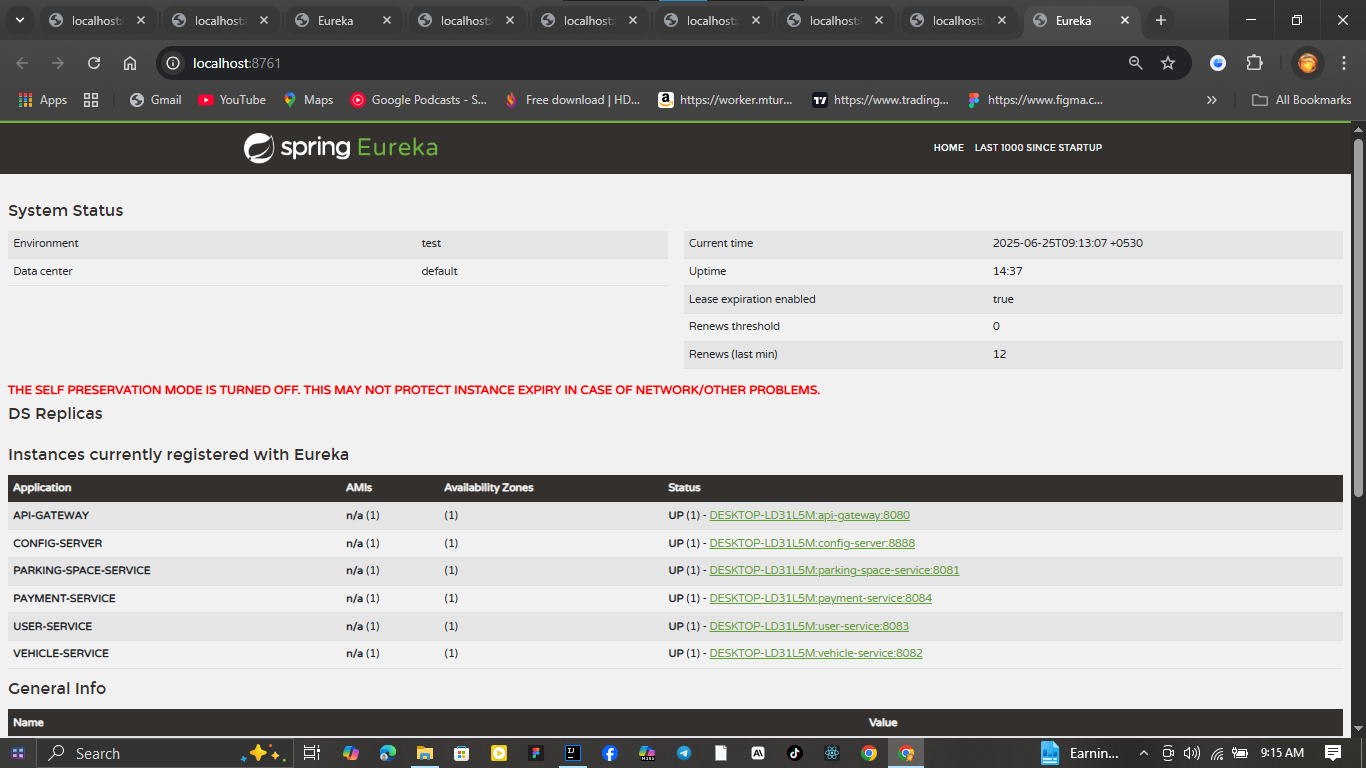 localhost:
localhost:
Eureka
localhost:
localhost:
localhost:
localhost:
localhost:
Eureka
localhost:8761
Apps
Gmail
YouTube
Maps
Google Podcasts - S...
Free download | HD...
https://worker.mtur...
https://www.trading...
https://www.figma.c...
All Bookmarks
spring Eureka
HOME LAST 1000 SINCE STARTUP
System Status
Environment test
Data center default
Current time 2025-06-25T09:13:07 +0530
Uptime 14:37
Lease expiration enabled true
Renews threshold 0
Renews (last min) 12
THE SELF PRESERVATION MODE IS TURNED OFF. THIS MAY NOT PROTECT INSTANCE EXPIRY IN CASE OF NETWORK/OTHER PROBLEMS.
DS Replicas
Instances currently registered with Eureka
Application AMIs Availability Zones Status
API-GATEWAY n/a (1) (1) UP (1) - DESKTOP-LD31L5M:api-gateway:8080
CONFIG-SERVER n/a (1) (1) UP (1) - DESKTOP-LD31L5M:config-server:8888
PARKING-SPACE-SERVICE n/a (1) (1) UP (1) - DESKTOP-LD31L5M:parking-space-service:8081
PAYMENT-SERVICE n/a (1) (1) UP (1) - DESKTOP-LD31L5M:payment-service:8084
USER-SERVICE n/a (1) (1) UP (1) - DESKTOP-LD31L5M:user-service:8083
VEHICLE-SERVICE n/a (1) (1) UP (1) - DESKTOP-LD31L5M:vehicle-service:8082
General Info
Name Value
Search
Earnin...
9:15 AM